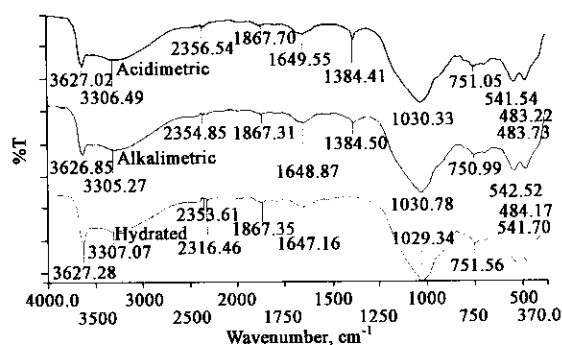 2356.54 1867.70 1649.55
3627.02 Acidimetric 1384.41 751.05
3306.49 1030.33 541.54
483.22
483.73
%T
2354.85 1867.31 1384.50
3626.85 Alkalimetric 1648.87 750.99
3305.27 1030.78 542.52
484.17
541.70
2353.61
Hydrated 1867.35 1029.34
3307.07 2316.46 1647.16
3627.28 751.56
4000.0 3500 2500 2000 1750 1500 1250 1000 750 500 370.0
Wavenumber, cm⁻¹